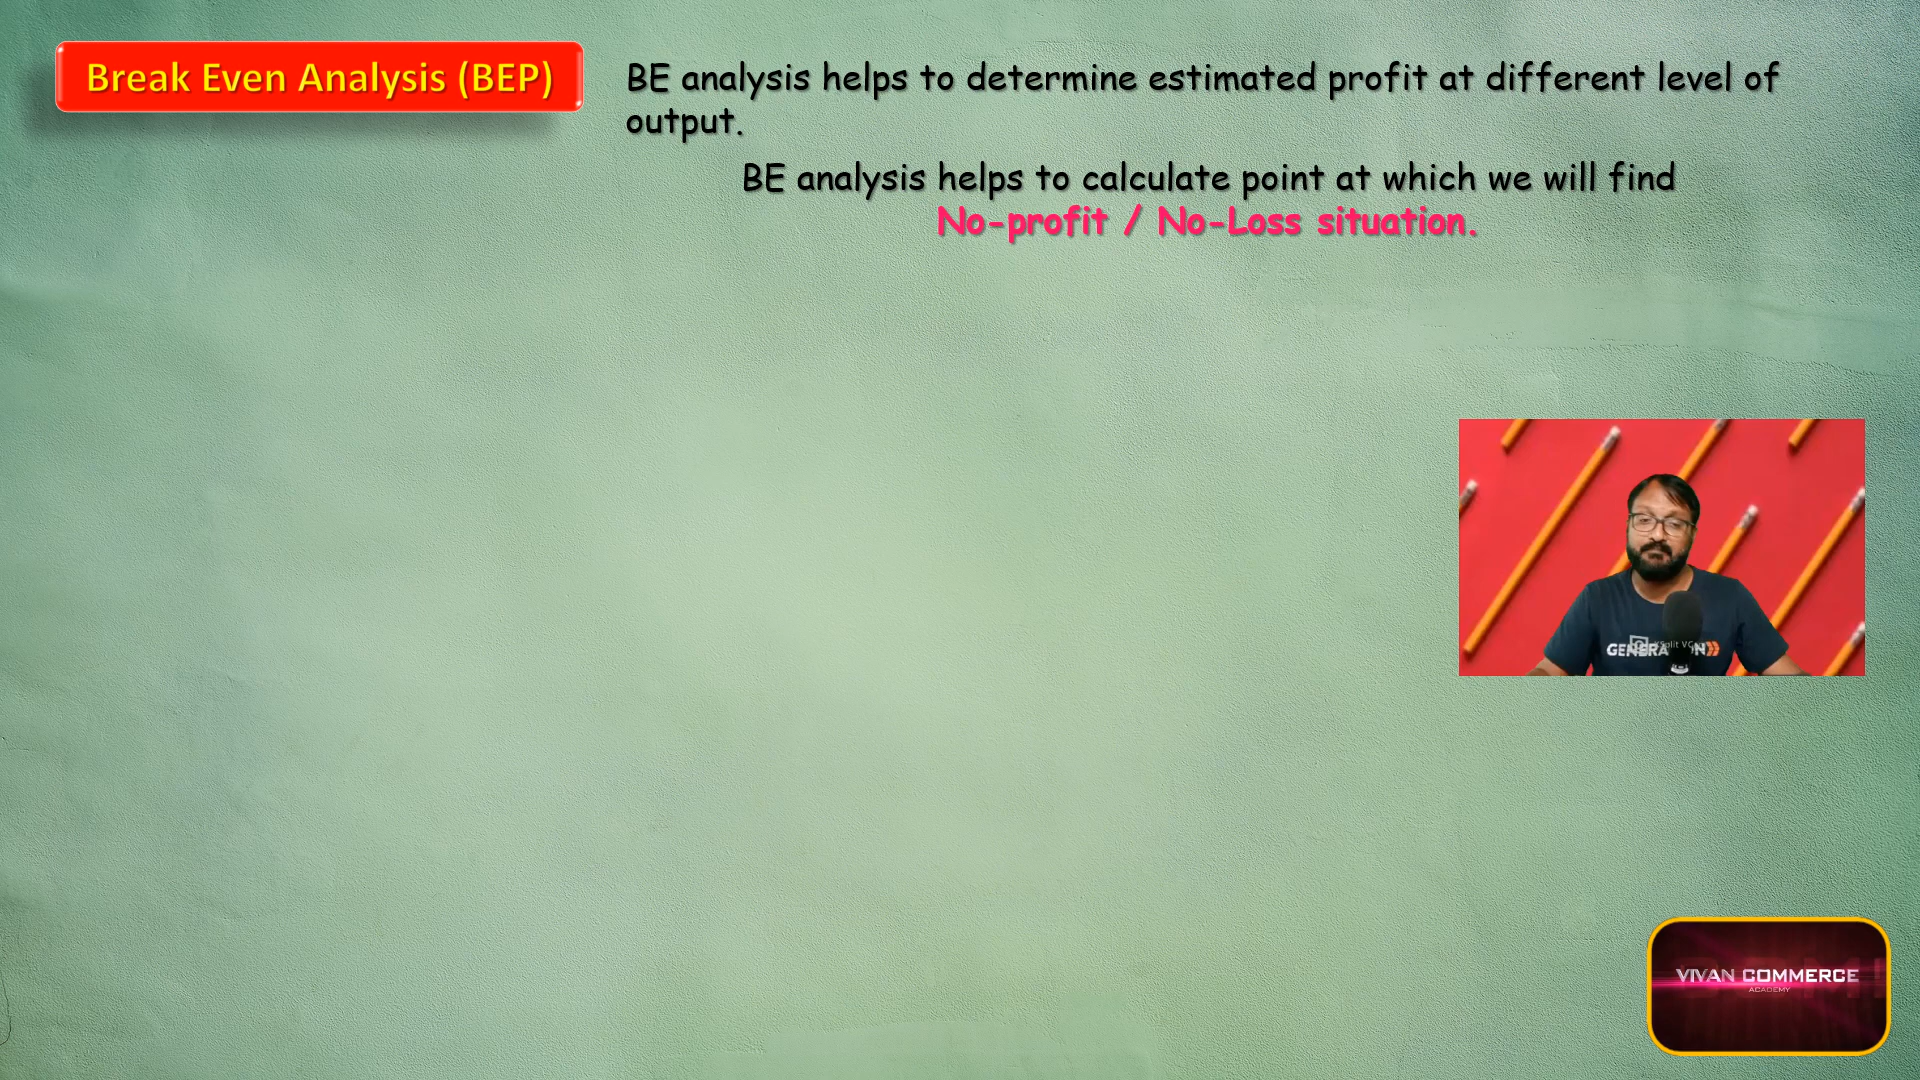 Break Even Analysis (BEP)
BE analysis helps to determine estimated profit at different level of
output.
BE analysis helps to calculate point at which we will find
No-profit / No-Loss situation.
VIVAN COMMERCE
ACADEMY